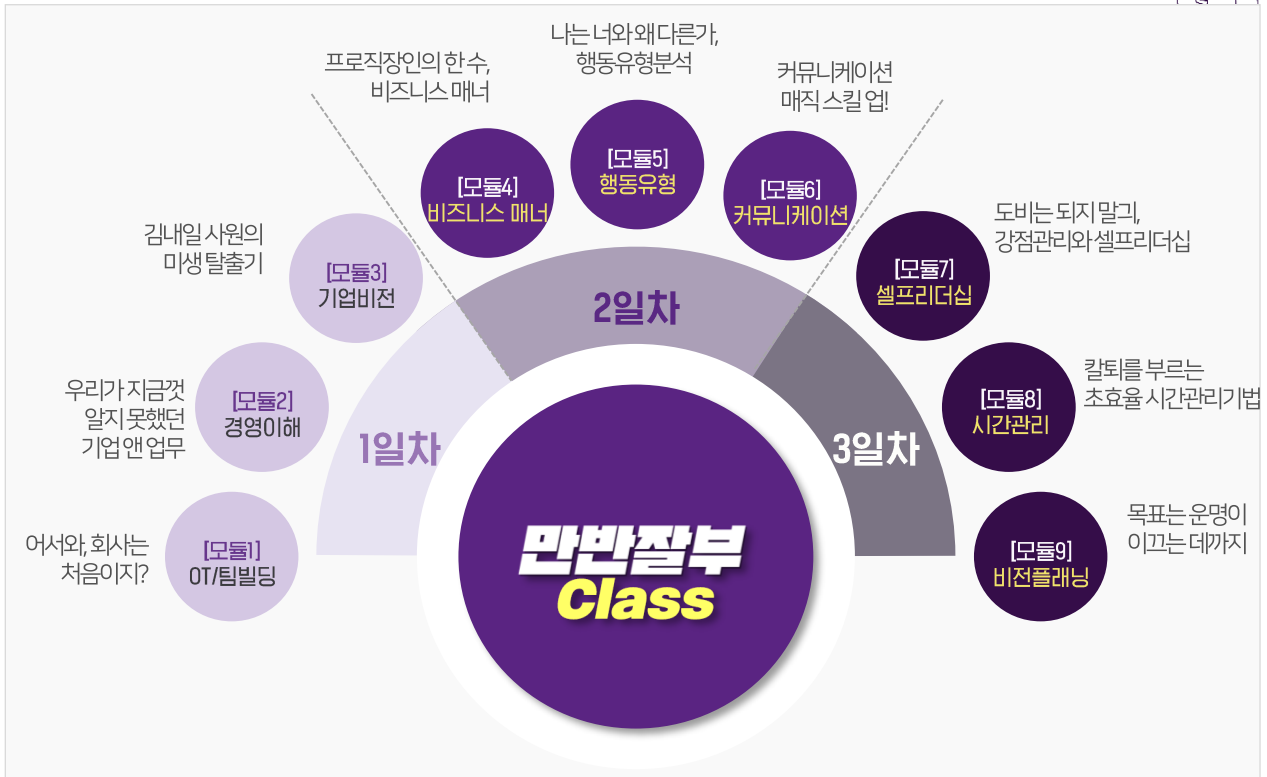 어서와, 회사는
처음이지?
[모듈1]
OT/팀빌딩
우리가 지금껏
알지 못했던
기업 앤 업무
[모듈2]
경영이해
김내일 사원의
미생 탈출기
[모듈3]
기업비전
1일차
프로직장인의 한 수,
비즈니스 매너
[모듈4]
비즈니스 매너
나는 너와 왜 다른가,
행동유형분석
[모듈5]
행동유형
커뮤니케이션
매직 스킬 업!
[모듈6]
커뮤니케이션
2일차
도비는 되지 말긔,
강점관리와 셀프리더십
[모듈7]
셀프리더십
칼퇴를 부르는
초효율 시간관리기법
[모듈8]
시간관리
목표는 운명이
이끄는 데까지
[모듈9]
비전플래닝
3일차
만반잘부
Class